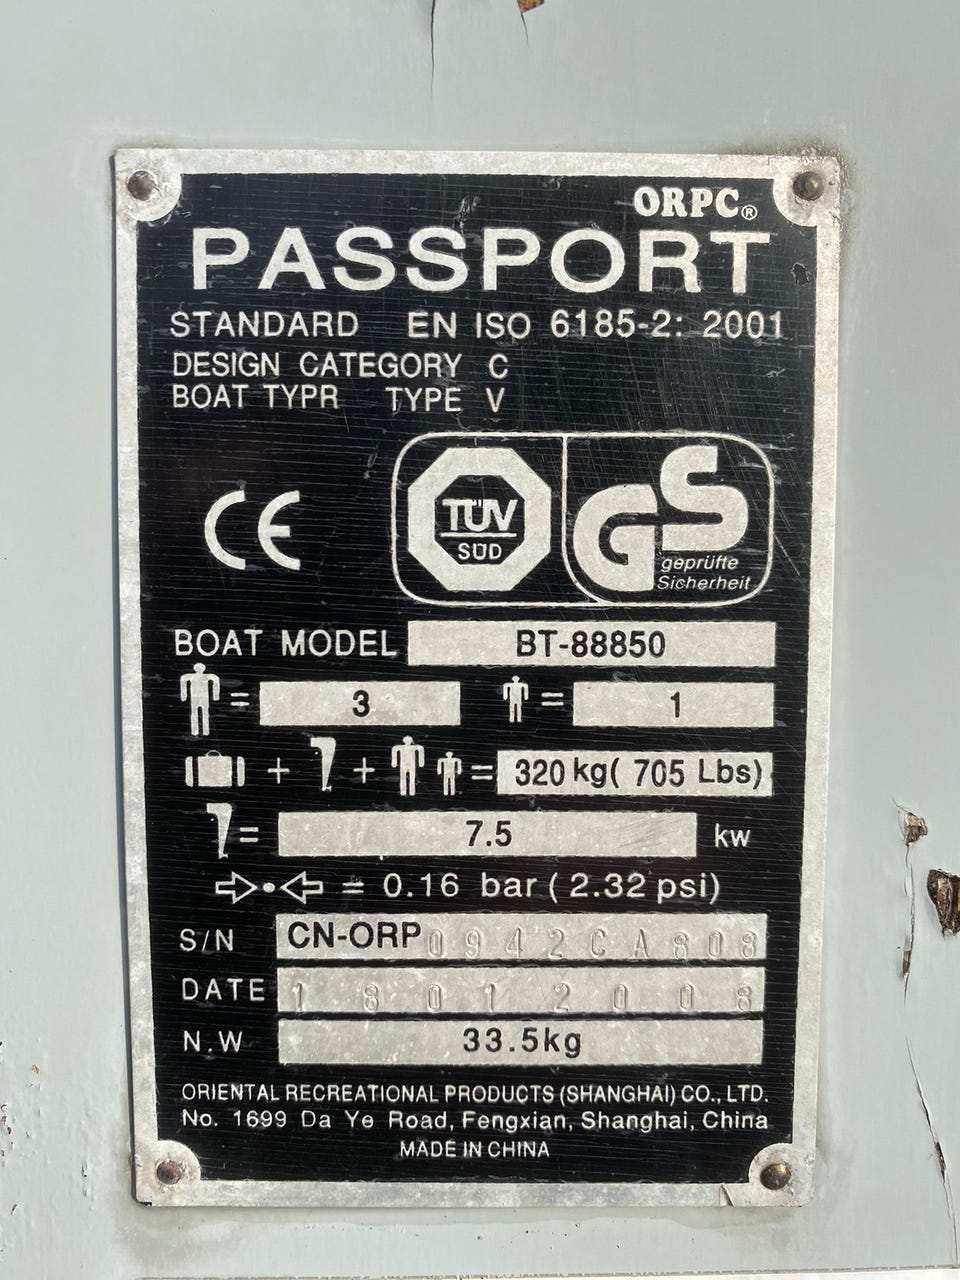 ORPC®
PASSPORT
STANDARD EN ISO 6185-2: 2001
DESIGN CATEGORY C
BOAT TYPR TYPE V
CE
TÜV
SÜD
GS
geprüfte
Sicherheit
BOAT MODEL BT-88850
= 3 = 1
+ + = 320kg( 705 Lbs)
= 7.5 kw
= 0.16 bar ( 2.32 psi)
S/N CN-ORP0942CA808
DATE 18012008
N.W 33.5kg
ORIENTAL RECREATIONAL PRODUCTS (SHANGHAI) CO., LTD.
No. 1699 Da Ye Road, Fengxian, Shanghai, China
MADE IN CHINA